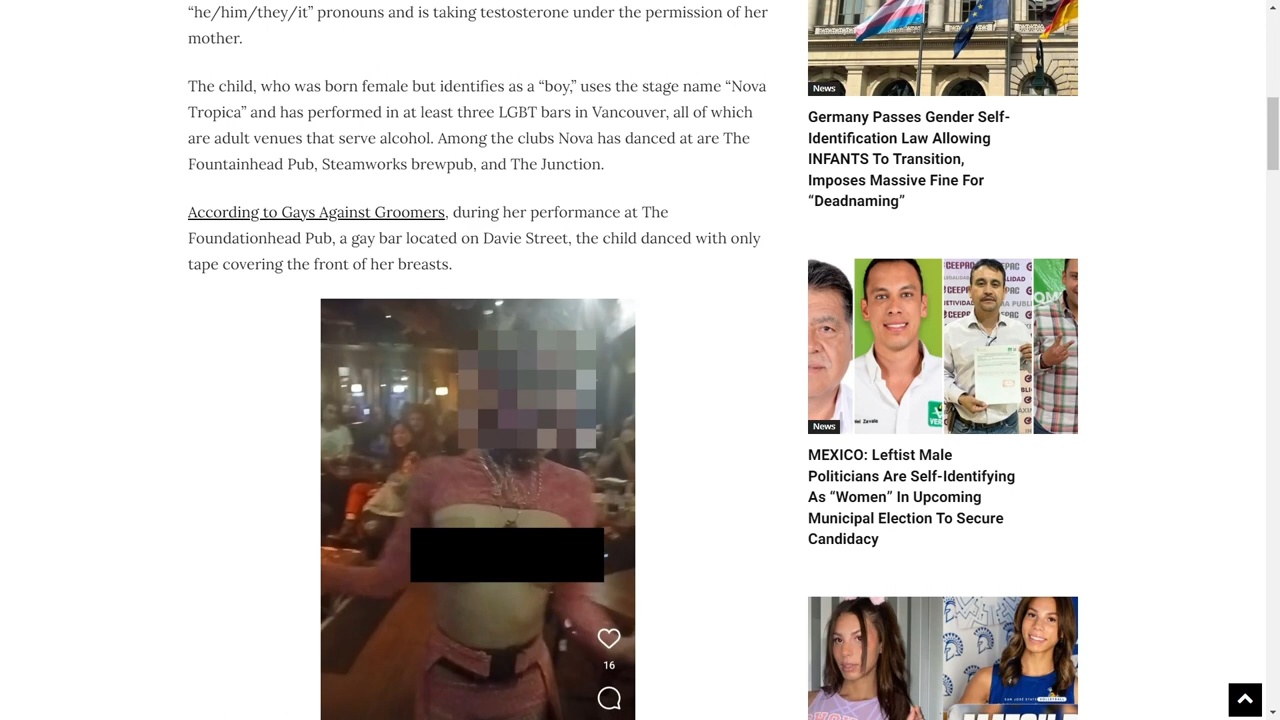 “he/him/they/it” pronouns and is taking testosterone under the permission of her
mother.
The child, who was born female but identifies as a “boy,” uses the stage name “Nova
Tropica” and has performed in at least three LGBT bars in Vancouver, all of which
are adult venues that serve alcohol. Among the clubs Nova has danced at are The
Fountainhead Pub, Steamworks brewpub, and The Junction.
According to Gays Against Groomers, during her performance at The
Foundationhead Pub, a gay bar located on Davie Street, the child danced with only
tape covering the front of her breasts.
16
News
Germany Passes Gender Self-
Identification Law Allowing
INFANTS To Transition,
Imposes Massive Fine For
“Deadnaming”
CEEPAC
News
MEXICO: Leftist Male
Politicians Are Self-Identifying
As “Women” In Upcoming
Municipal Election To Secure
Candidacy